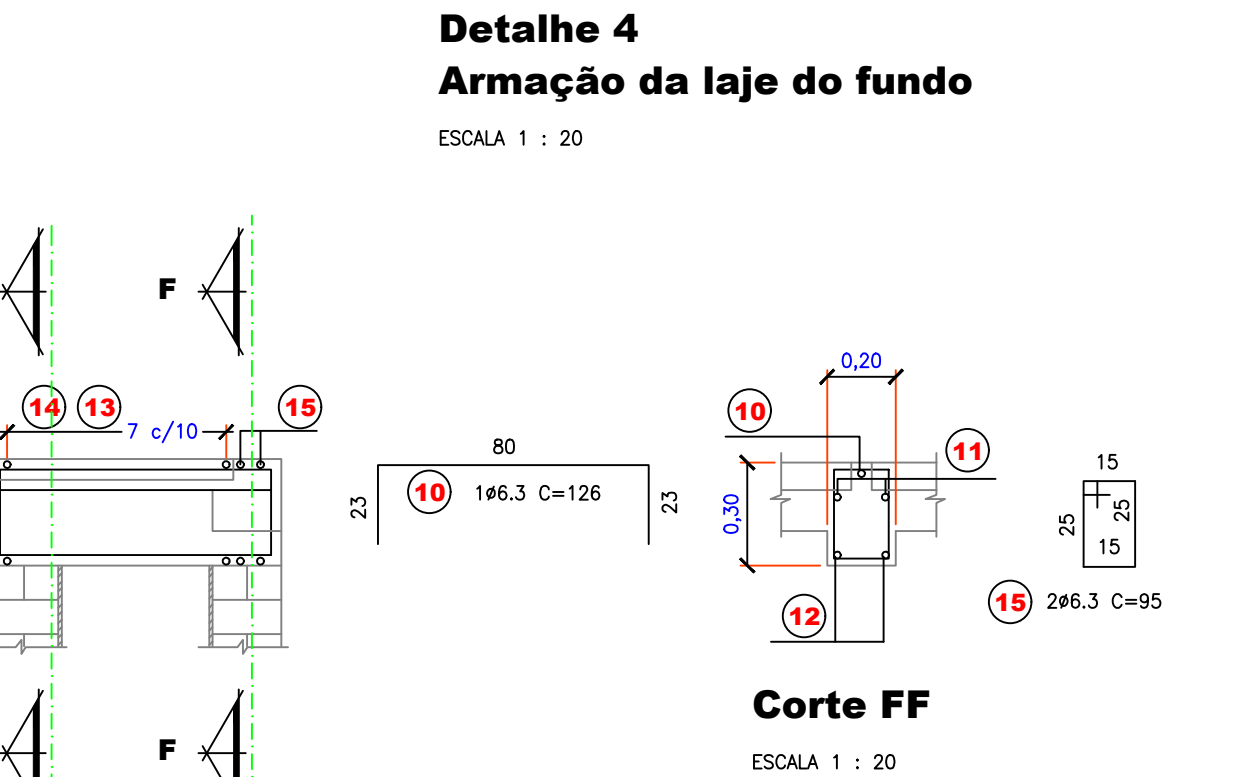 Detalhe 4
Armação da laje do fundo
ESCALA 1 : 20
F
14 13
7 c/10
15
80
23
10 1ø6.3 C=126
23
0,20
10
11
0,30
12
15
25
25
15
15 2ø6.3 C=95
Corte FF
ESCALA 1 : 20
F